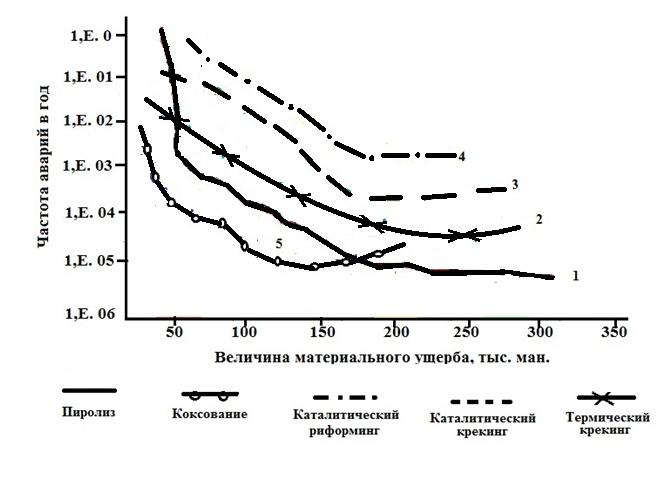 Частота аварий в год
1,Е. 0
1,Е. 01
1,Е. 02
1,Е. 03
1,Е. 04
1,Е. 05
1,Е. 06
4
3
2
5
1
50
100
150
200
250
300
350
Величина материального ущерба, тыс. ман.
Пиролиз
Коксование
Каталитический
риформинг
Каталитический
крекинг
Термический
крекинг